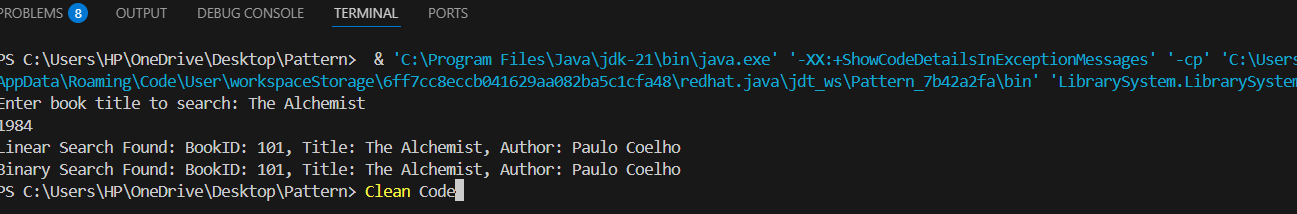 PROBLEMS 8 OUTPUT DEBUG CONSOLE TERMINAL PORTS
PS C:\Users\HP\OneDrive\Desktop\Pattern>  & 'C:\Program Files\Java\jdk-21\bin\java.exe' '-XX:+ShowCodeDetailsInExceptionMessages' '-cp' 'C:\Users
AppData\Roaming\Code\User\workspaceStorage\6ff7cc8eccb041629aa082ba5c1cfa48\redhat.java\jdt_ws\Pattern_7b42a2fa\bin' 'LibrarySystem.LibrarySystem
Enter book title to search: The Alchemist
1984
Linear Search Found: BookID: 101, Title: The Alchemist, Author: Paulo Coelho
Binary Search Found: BookID: 101, Title: The Alchemist, Author: Paulo Coelho
PS C:\Users\HP\OneDrive\Desktop\Pattern> Clean Code